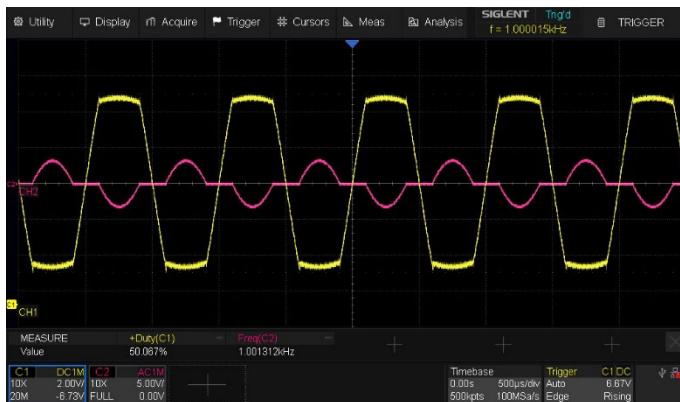 Utility Display Acquire Trigger Cursors Meas Analysis SIGLENT Trig'd TRIGGER
f = 1.000015kHz
C2
CH2
C1
CH1
MEASURE +Duty(C1) Freq(C2)
Value 50.067% 1.001312kHz
C1 DC1M C2 AC1M Timebase Trigger C1 DC
10X 2.00V/ 10X 5.00V/ 0.00s 500µs/div Auto 6.67V
20M -6.73V FULL 0.00V 500kpts 100MSa/s Edge Rising